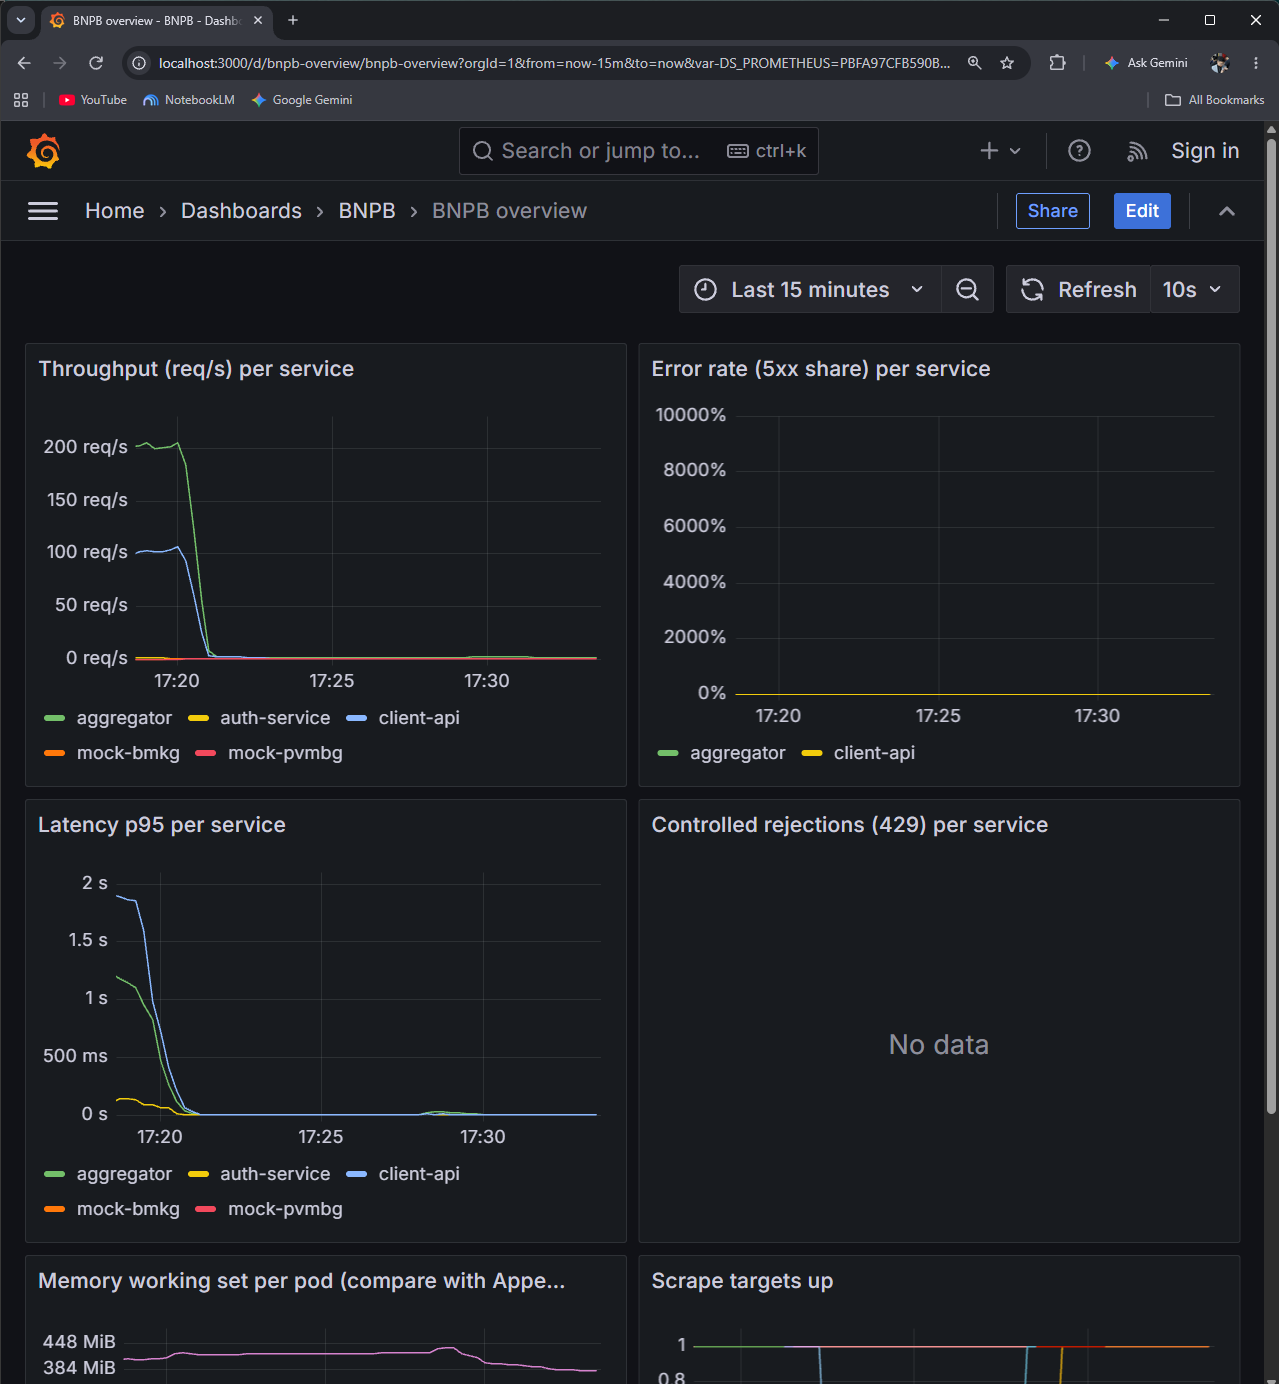 BNPB overview - BNPB - Dashb
localhost:3000/d/bnpb-overview/bnpb-overview?orgId=1&from=now-15m&to=now&var-DS_PROMETHEUS=PBFA97CFB590B...
Ask Gemini
YouTube
NotebookLM
Google Gemini
All Bookmarks
Search or jump to...
ctrl+k
Sign in
Home › Dashboards › BNPB › BNPB overview
Share
Edit
Last 15 minutes
Refresh
10s
Throughput (req/s) per service
200 req/s
150 req/s
100 req/s
50 req/s
0 req/s
17:20
17:25
17:30
aggregator
auth-service
client-api
mock-bmkg
mock-pvmbg
Error rate (5xx share) per service
10000%
8000%
6000%
4000%
2000%
0%
17:20
17:25
17:30
aggregator
client-api
Latency p95 per service
2 s
1.5 s
1 s
500 ms
0 s
17:20
17:25
17:30
aggregator
auth-service
client-api
mock-bmkg
mock-pvmbg
Controlled rejections (429) per service
No data
Memory working set per pod (compare with Appe...
448 MiB
384 MiB
Scrape targets up
1
0.8